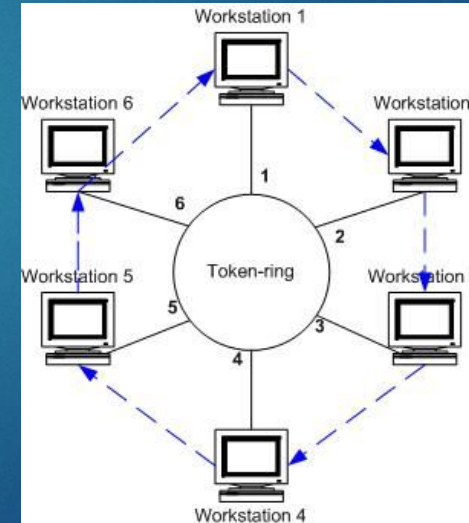 Workstation 1
Workstation 6
Workstation
1
6
2
Token-ring
Workstation 5
Workstation
5
3
4
Workstation 4